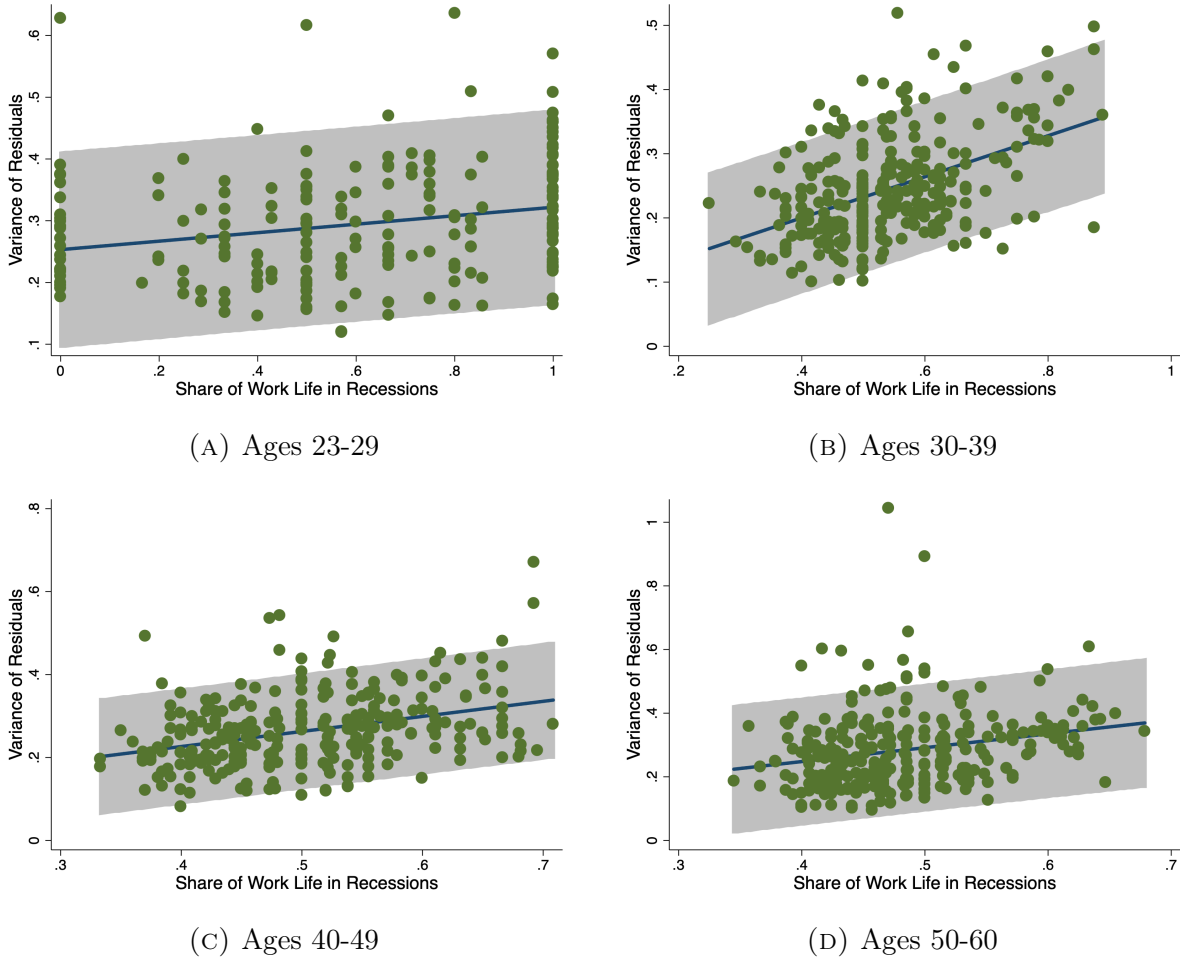 Variance of Residuals
.1 .2 .3 .4 .5 .6
0 .2 .4 .6 .8 1
Share of Work Life in Recessions
(A) Ages 23-29
Variance of Residuals
0 .1 .2 .3 .4 .5
.2 .4 .6 .8 1
Share of Work Life in Recessions
(B) Ages 30-39
Variance of Residuals
0 .2 .4 .6 .8
.3 .4 .5 .6 .7
Share of Work Life in Recessions
(C) Ages 40-49
Variance of Residuals
0 .2 .4 .6 .8 1
.3 .4 .5 .6 .7
Share of Work Life in Recessions
(D) Ages 50-60